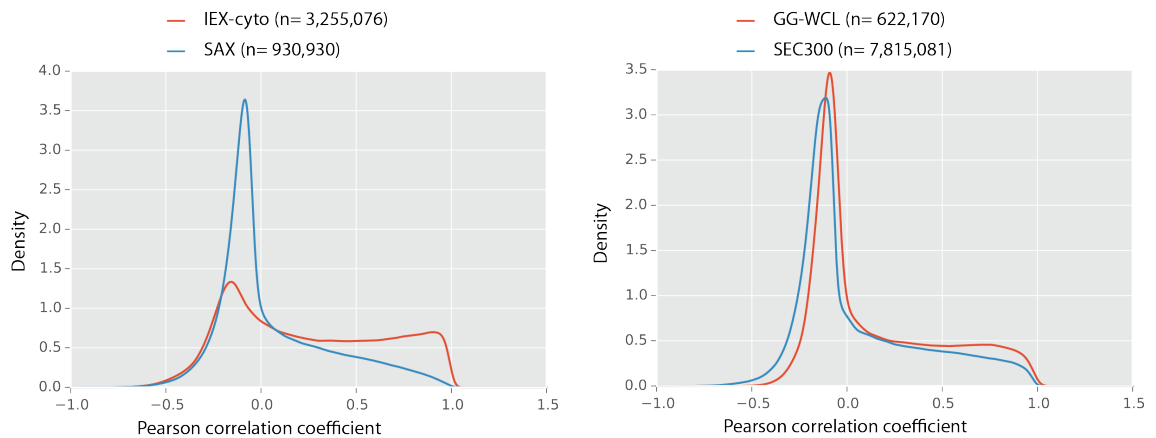 IEX-cyto (n= 3,255,076)
SAX (n= 930,930)
4.0
3.5
3.0
2.5
2.0
1.5
1.0
0.5
0.0
Density
−1.0 −0.5 0.0 0.5 1.0 1.5
Pearson correlation coefficient
GG-WCL (n= 622,170)
SEC300 (n= 7,815,081)
3.5
3.0
2.5
2.0
1.5
1.0
0.5
0.0
Density
−1.0 −0.5 0.0 0.5 1.0 1.5
Pearson correlation coefficient